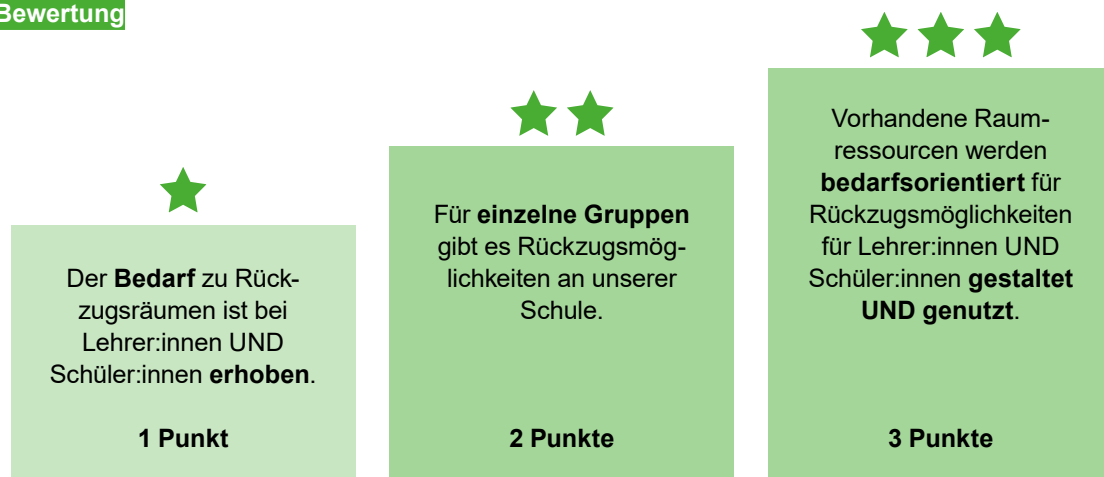 Bewertung
Der Bedarf zu Rück-
zugsräumen ist bei
Lehrer:innen UND
Schüler:innen erhoben.
1 Punkt
Für einzelne Gruppen
gibt es Rückzugsmög-
lichkeiten an unserer
Schule.
2 Punkte
Vorhandene Raum-
ressourcen werden
bedarfsorientiert für
Rückzugsmöglichkeiten
für Lehrer:innen UND
Schüler:innen gestaltet
UND genutzt.
3 Punkte